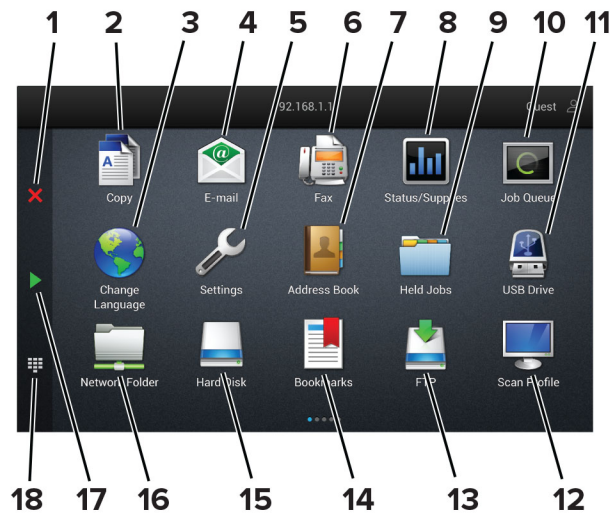 1 2 3 4 5 6 7 8 9 10 11
192.168.1.1 Guest
A @
Copy E-mail Fax Status/Supplies Job Queue
Change Language Settings Address Book Held Jobs USB Drive
Network Folder Hard Disk Bookmarks FTP Scan Profile
18 17 16 15 14 13 12